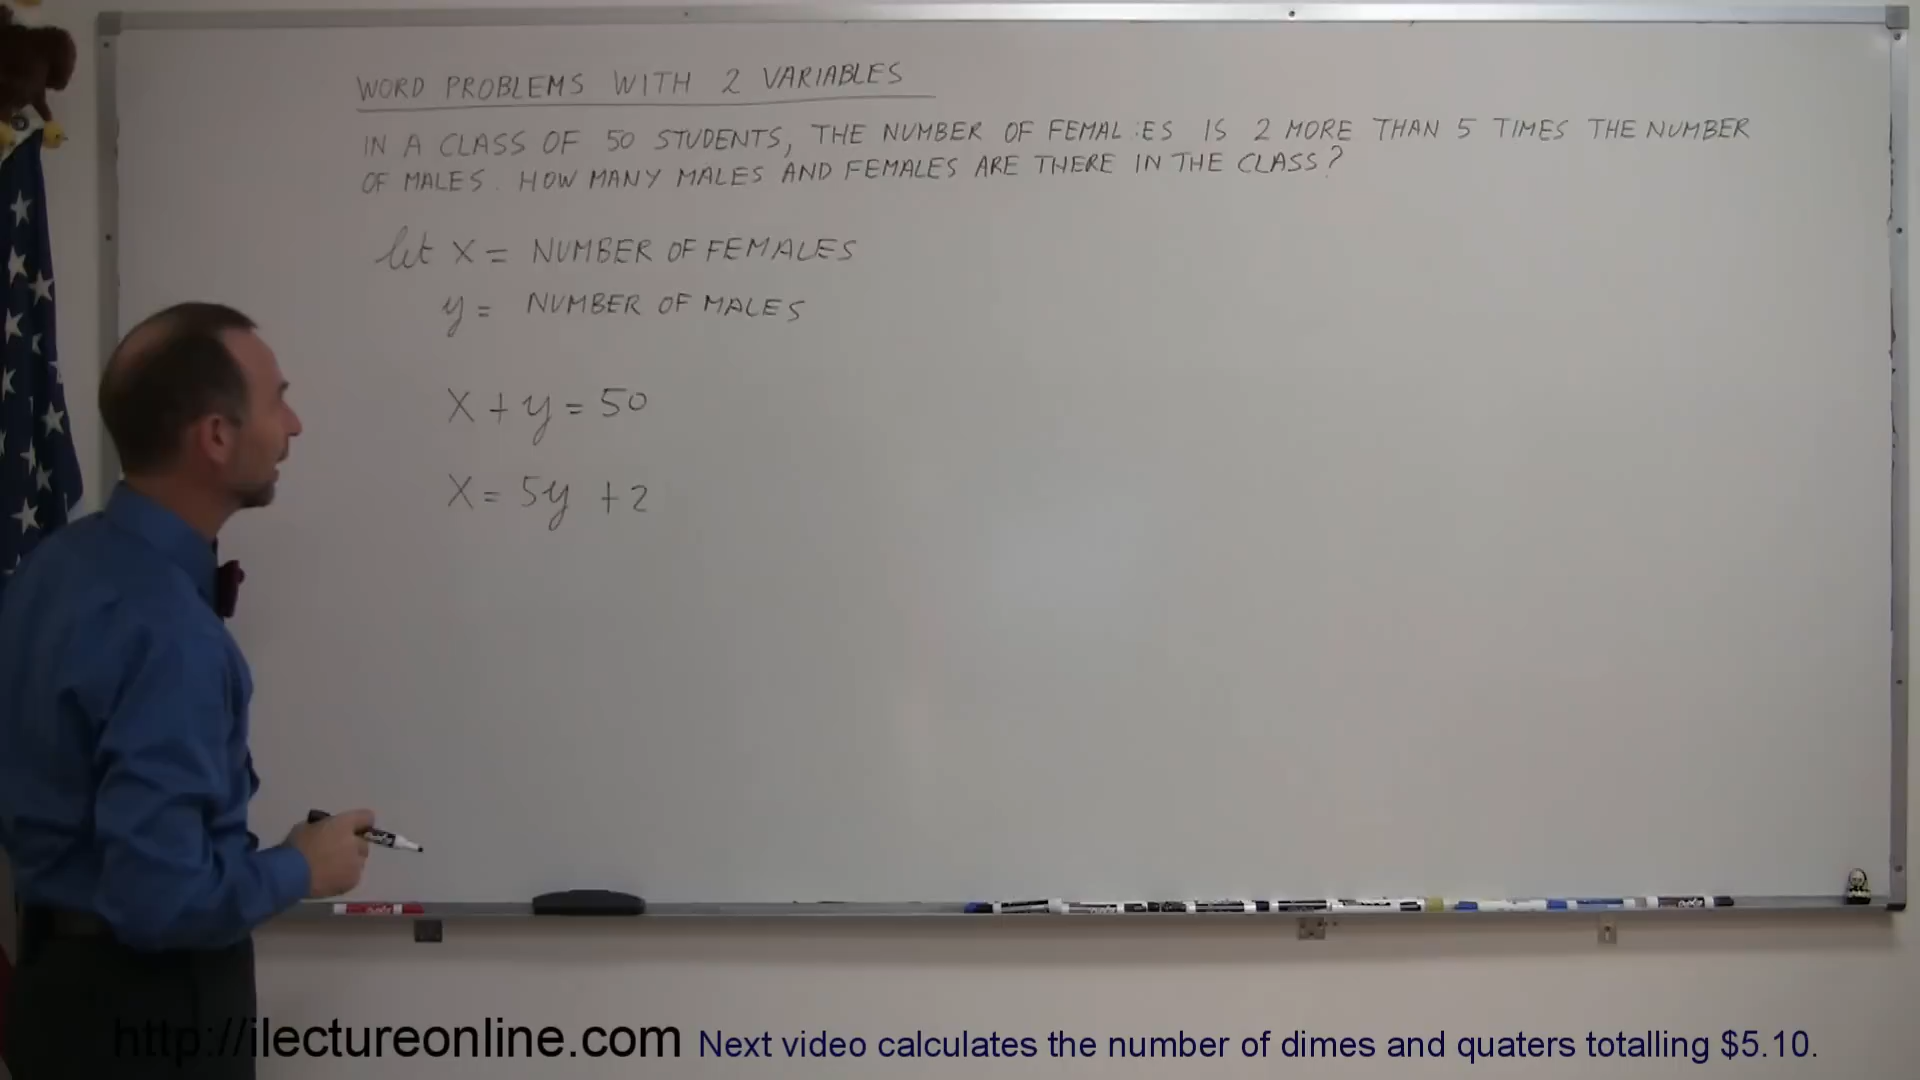 WORD PROBLEMS WITH 2 VARIABLES
IN A CLASS OF 50 STUDENTS, THE NUMBER OF FEMALES IS 2 MORE THAN 5 TIMES THE NUMBER
OF MALES. HOW MANY MALES AND FEMALES ARE THERE IN THE CLASS?
let x = NUMBER OF FEMALES
y = NUMBER OF MALES
x + y = 50
x = 5y + 2
http://ilectureonline.com Next video calculates the number of dimes and quaters totalling $5.10.